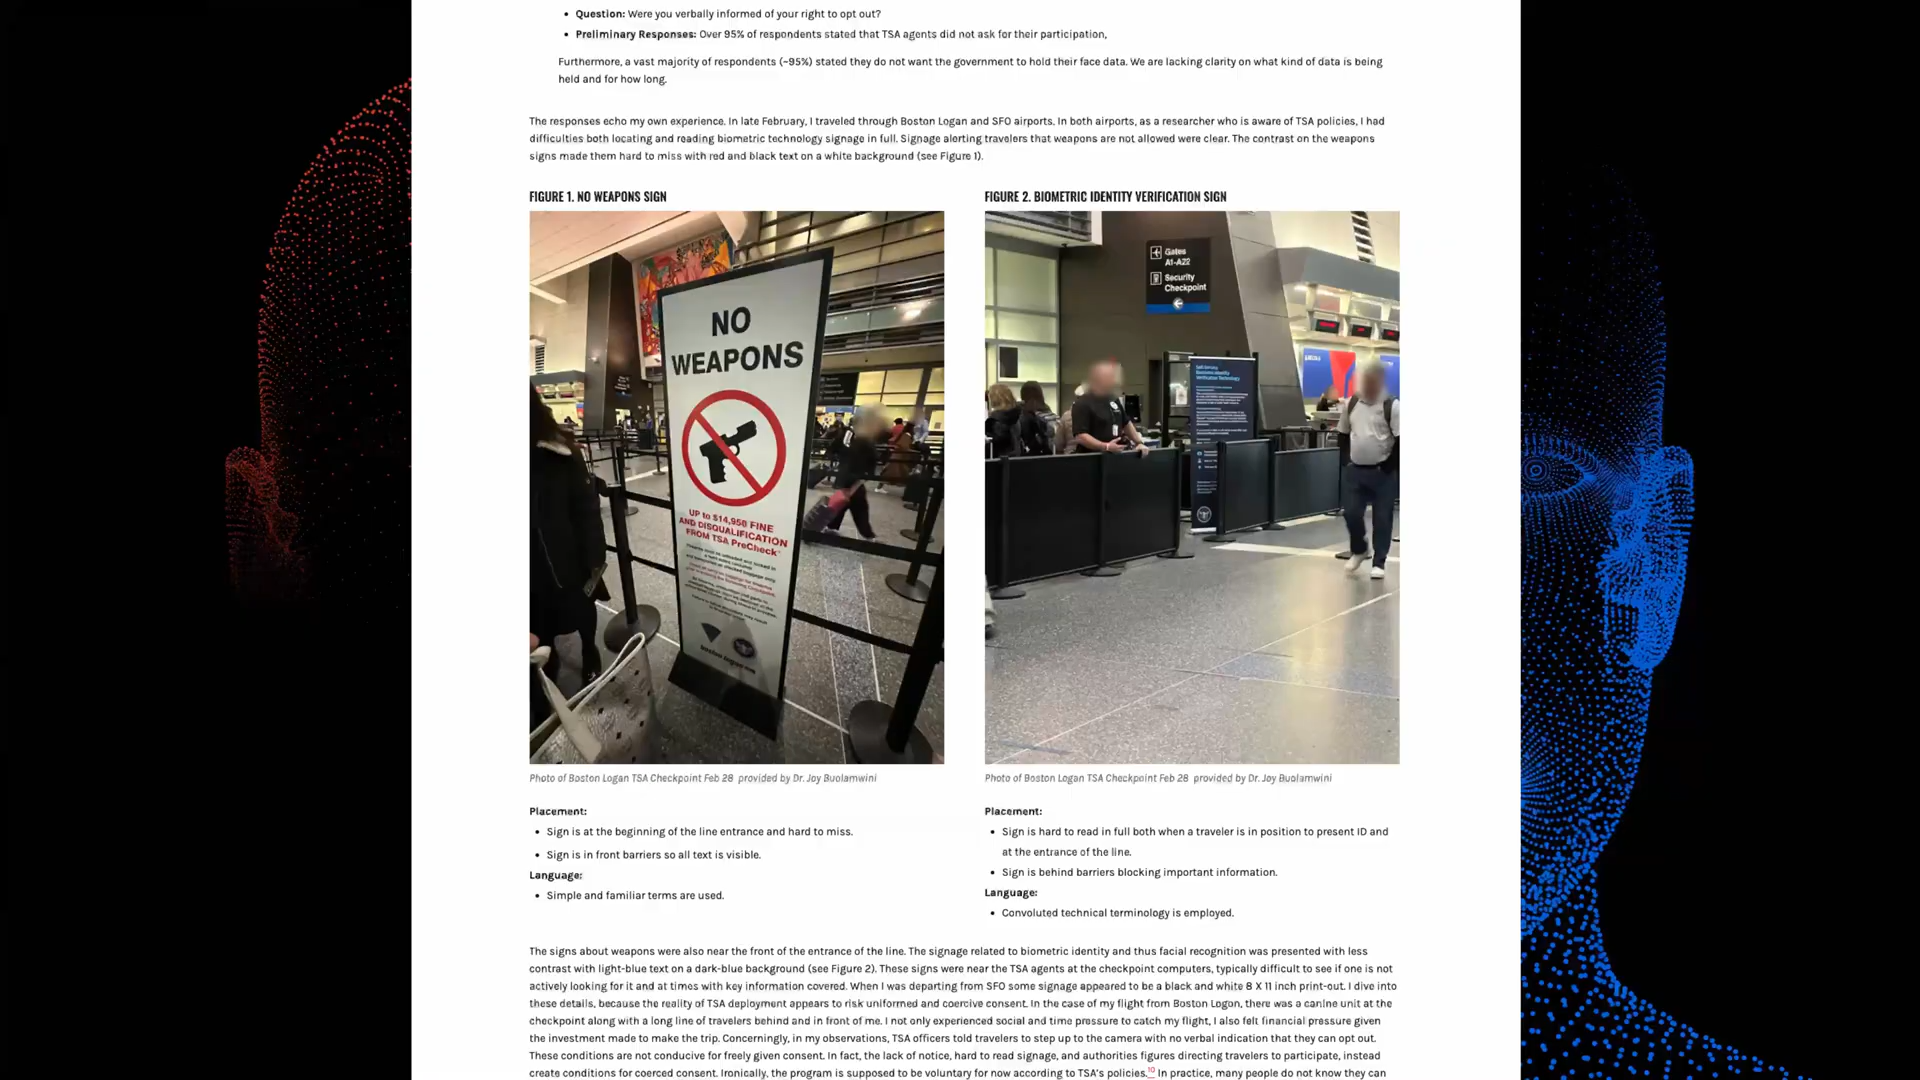 Question: Were you verbally informed of your right to opt out?
Preliminary Responses: Over 95% of respondents stated that TSA agents did not ask for their participation,
Furthermore, a vast majority of respondents (~95%) stated they do not want the government to hold their face data. We are lacking clarity on what kind of data is being
held and for how long.
The responses echo my own experience. In late February, I traveled through Boston Logan and SFO airports. In both airports, as a researcher who is aware of TSA policies, I had
difficulties both locating and reading biometric technology signage in full. Signage alerting travelers that weapons are not allowed were clear. The contrast on the weapons
signs made them hard to miss with red and black text on a white background (see Figure 1).
FIGURE 1. NO WEAPONS SIGN
NO
WEAPONS
UP to $14,950 FINE
AND DISQUALIFICATION
FROM TSA PreCheck
Photo of Boston Logan TSA Checkpoint Feb 28 provided by Dr. Joy Buolamwini
Placement:
Sign is at the beginning of the line entrance and hard to miss.
Sign is in front barriers so all text is visible.
Language:
Simple and familiar terms are used.
FIGURE 2. BIOMETRIC IDENTITY VERIFICATION SIGN
Gates
A1-A22
Security
Checkpoint
Photo of Boston Logan TSA Checkpoint Feb 28 provided by Dr. Joy Buolamwini
Placement:
Sign is hard to read in full both when a traveler is in position to present ID and
at the entrance of the line.
Sign is behind barriers blocking important information.
Language:
Convoluted technical terminology is employed.
The signs about weapons were also near the front of the entrance of the line. The signage related to biometric identity and thus facial recognition was presented with less
contrast with light-blue text on a dark-blue background (see Figure 2). These signs were near the TSA agents at the checkpoint computers, typically difficult to see if one is not
actively looking for it and at times with key information covered. When I was departing from SFO some signage appeared to be a black and white 8 X 11 inch print-out. I dive into
these details, because the reality of TSA deployment appears to risk uniformed and coercive consent. In the case of my flight from Boston Logon, there was a canine unit at the
checkpoint along with a long line of travelers behind and in front of me. I not only experienced social and time pressure to catch my flight, I also felt financial pressure given
the investment made to make the trip. Concerningly, in my observations, TSA officers told travelers to step up to the camera with no verbal indication that they can opt out.
These conditions are not conducive for freely given consent. In fact, the lack of notice, hard to read signage, and authorities figures directing travelers to participate, instead
create conditions for coerced consent. Ironically, the program is supposed to be voluntary for now according to TSA's policies.10 In practice, many people do not know they can